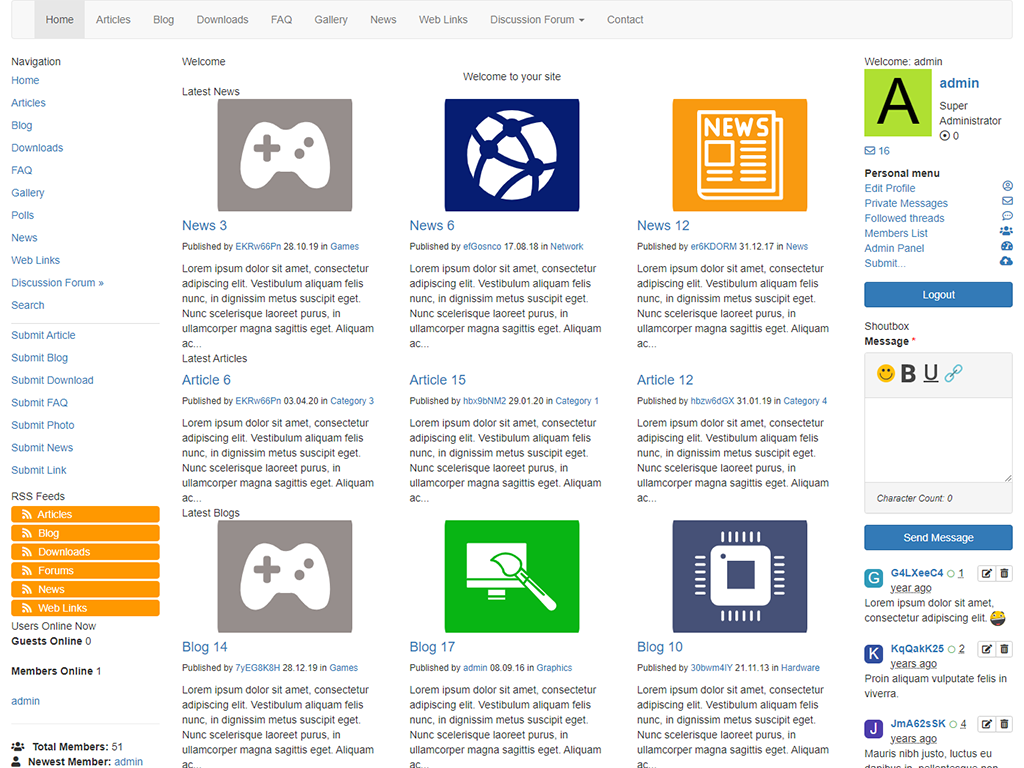 Home Articles Blog Downloads FAQ Gallery News Web Links Discussion Forum Contact
Navigation
Home
Articles
Blog
Downloads
FAQ
Gallery
Polls
News
Web Links
Discussion Forum »
Search
Submit Article
Submit Blog
Submit Download
Submit FAQ
Submit Photo
Submit News
Submit Link
RSS Feeds
Articles
Blog
Downloads
Forums
News
Web Links
Users Online Now
Guests Online 0
Members Online 1
admin
Total Members: 51
Newest Member: admin
Welcome
Welcome to your site
Latest News
NEWS
News 3
Published by EKRw66Pn 28.10.19 in Games
Lorem ipsum dolor sit amet, consectetur
adipiscing elit. Vestibulum aliquam felis
nunc, in dignissim metus suscipit eget.
Nunc scelerisque laoreet purus, in
ullamcorper magna sagittis eget. Aliquam
ac...
News 6
Published by efGosnco 17.08.18 in Network
Lorem ipsum dolor sit amet, consectetur
adipiscing elit. Vestibulum aliquam felis
nunc, in dignissim metus suscipit eget.
Nunc scelerisque laoreet purus, in
ullamcorper magna sagittis eget. Aliquam
ac...
News 12
Published by er6KDORM 31.12.17 in News
Lorem ipsum dolor sit amet, consectetur
adipiscing elit. Vestibulum aliquam felis
nunc, in dignissim metus suscipit eget.
Nunc scelerisque laoreet purus, in
ullamcorper magna sagittis eget. Aliquam
ac...
Latest Articles
Article 6
Published by EKRw66Pn 03.04.20 in Category 3
Lorem ipsum dolor sit amet, consectetur
adipiscing elit. Vestibulum aliquam felis
nunc, in dignissim metus suscipit eget.
Nunc scelerisque laoreet purus, in
ullamcorper magna sagittis eget. Aliquam
ac...
Article 15
Published by hbx9bNM2 29.01.20 in Category 1
Lorem ipsum dolor sit amet, consectetur
adipiscing elit. Vestibulum aliquam felis
nunc, in dignissim metus suscipit eget.
Nunc scelerisque laoreet purus, in
ullamcorper magna sagittis eget. Aliquam
ac...
Article 12
Published by hbzw6dGX 31.01.19 in Category 4
Lorem ipsum dolor sit amet, consectetur
adipiscing elit. Vestibulum aliquam felis
nunc, in dignissim metus suscipit eget.
Nunc scelerisque laoreet purus, in
ullamcorper magna sagittis eget. Aliquam
ac...
Latest Blogs
Blog 14
Published by 7yEG8K8H 28.12.19 in Games
Lorem ipsum dolor sit amet, consectetur
adipiscing elit. Vestibulum aliquam felis
nunc, in dignissim metus suscipit eget.
Nunc scelerisque laoreet purus, in
ullamcorper magna sagittis eget. Aliquam
ac...
Blog 17
Published by admin 08.09.16 in Graphics
Lorem ipsum dolor sit amet, consectetur
adipiscing elit. Vestibulum aliquam felis
nunc, in dignissim metus suscipit eget.
Nunc scelerisque laoreet purus, in
ullamcorper magna sagittis eget. Aliquam
ac...
Blog 10
Published by 30bwm4IY 21.11.13 in Hardware
Lorem ipsum dolor sit amet, consectetur
adipiscing elit. Vestibulum aliquam felis
nunc, in dignissim metus suscipit eget.
Nunc scelerisque laoreet purus, in
ullamcorper magna sagittis eget. Aliquam
ac...
Welcome: admin
A
admin
Super
Administrator
0
16
Personal menu
Edit Profile
Private Messages
Followed threads
Members List
Admin Panel
Submit...
Logout
Shoutbox
Message *
B U
Character Count: 0
Send Message
G
G4LXeeC4 1
year ago
Lorem ipsum dolor sit amet,
consectetur adipiscing elit.
K
KqQakK25 2
years ago
Proin aliquam vulputate felis in
viverra.
J
JmA62sSK 4
years ago
Mauris nibh justo, luctus eu
dapibus in, pellentesque non